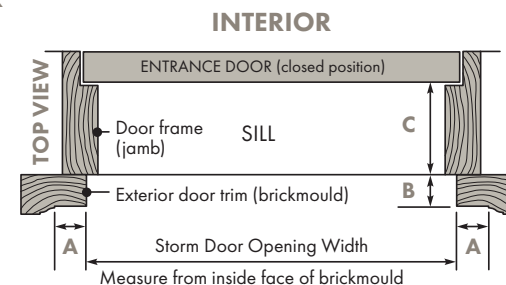 INTERIOR
TOP VIEW
ENTRANCE DOOR (closed position)
Door frame
(jamb)
SILL
C
Exterior door trim (brickmould)
B
A
Storm Door Opening Width
A
Measure from inside face of brickmould